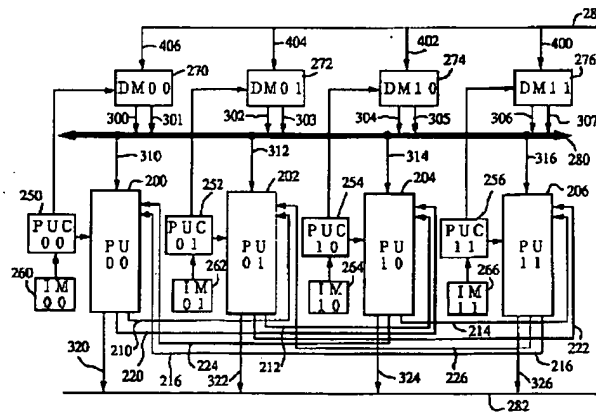 28
406 404 402 400
270 272 274 276
DM00 DM01 DM10 DM11
300 301 302 303 304 305 306 307
280
310 312 314 316
200 202 204 206
250 252 254 256
PUC 00 PUC 01 PUC 10 PUC 11
PU 00 PU 01 PU 10 PU 11
260 262 264 266
IM 00 IM 01 IM 10 IM 11
210 212 214
220 222
320 224 226
216 322 324 216 326
282